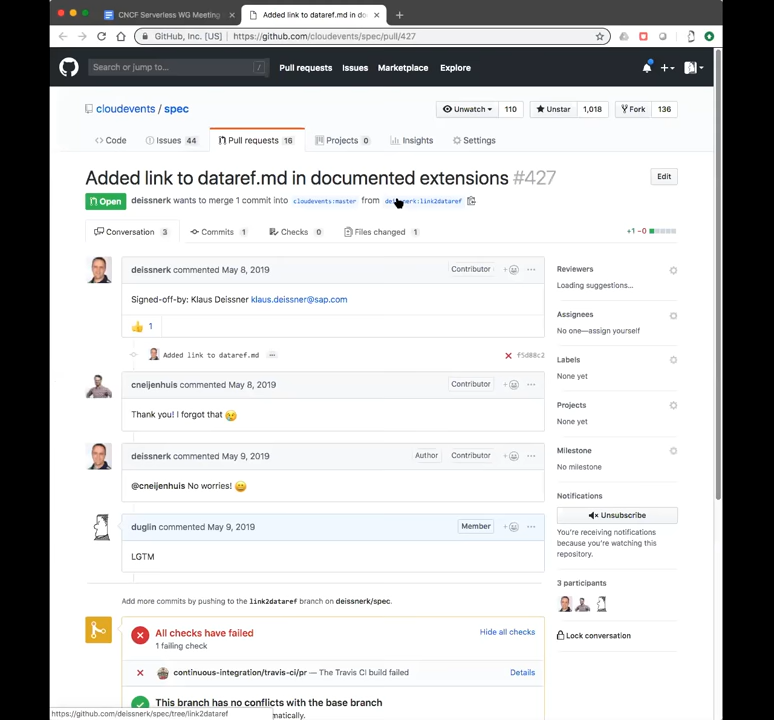 CNCF Serverless WG Meeting
Added link to dataref.md in do
GitHub, Inc. [US]
https://github.com/cloudevents/spec/pull/427
Search or jump to...
/
Pull requests
Issues
Marketplace
Explore
cloudevents / spec
Unwatch
110
Unstar
1,018
Fork
136
Code
Issues 44
Pull requests 16
Projects 0
Insights
Settings
Added link to dataref.md in documented extensions #427
Edit
Open
deissnerk wants to merge 1 commit into cloudevents:master from deissnerk:link2dataref
Conversation 3
Commits 1
Checks 0
Files changed 1
+1 −0
deissnerk commented May 8, 2019
Contributor
Signed-off-by: Klaus Deissner klaus.deissner@sap.com
👍 1
Added link to dataref.md
f5d88c2
cneijenhuis commented May 8, 2019
Contributor
Thank you! I forgot that 😢
deissnerk commented May 9, 2019
Author
Contributor
@cneijenhuis No worries! 😄
duglin commented May 9, 2019
Member
LGTM
Add more commits by pushing to the link2dataref branch on deissnerk/spec.
All checks have failed
1 failing check
Hide all checks
continuous-integration/travis-ci/pr — The Travis CI build failed
Details
This branch has no conflicts with the base branch
matically.
Reviewers
Loading suggestions...
Assignees
No one—assign yourself
Labels
None yet
Projects
None yet
Milestone
No milestone
Notifications
Unsubscribe
You're receiving notifications
because you're watching this
repository.
3 participants
Lock conversation
https://github.com/deissnerk/spec/tree/link2dataref